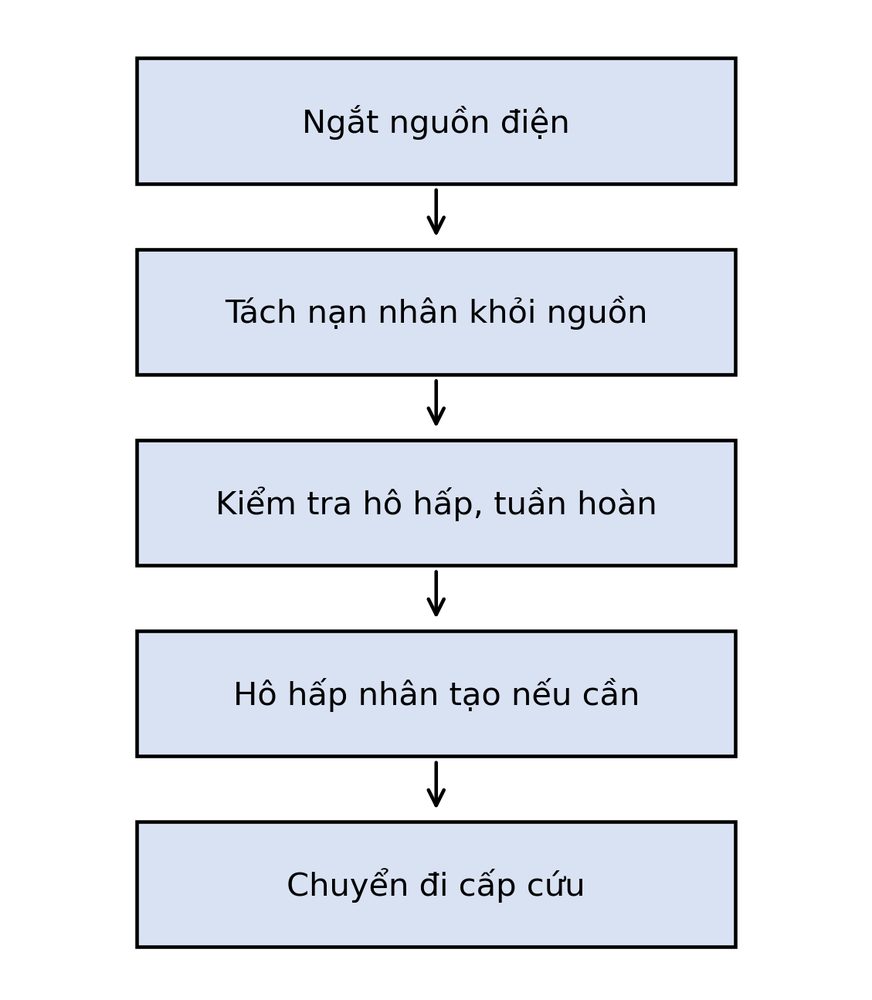 Ngắt nguồn điện
Tách nạn nhân khỏi nguồn
Kiểm tra hô hấp, tuần hoàn
Hô hấp nhân tạo nếu cần
Chuyển đi cấp cứu